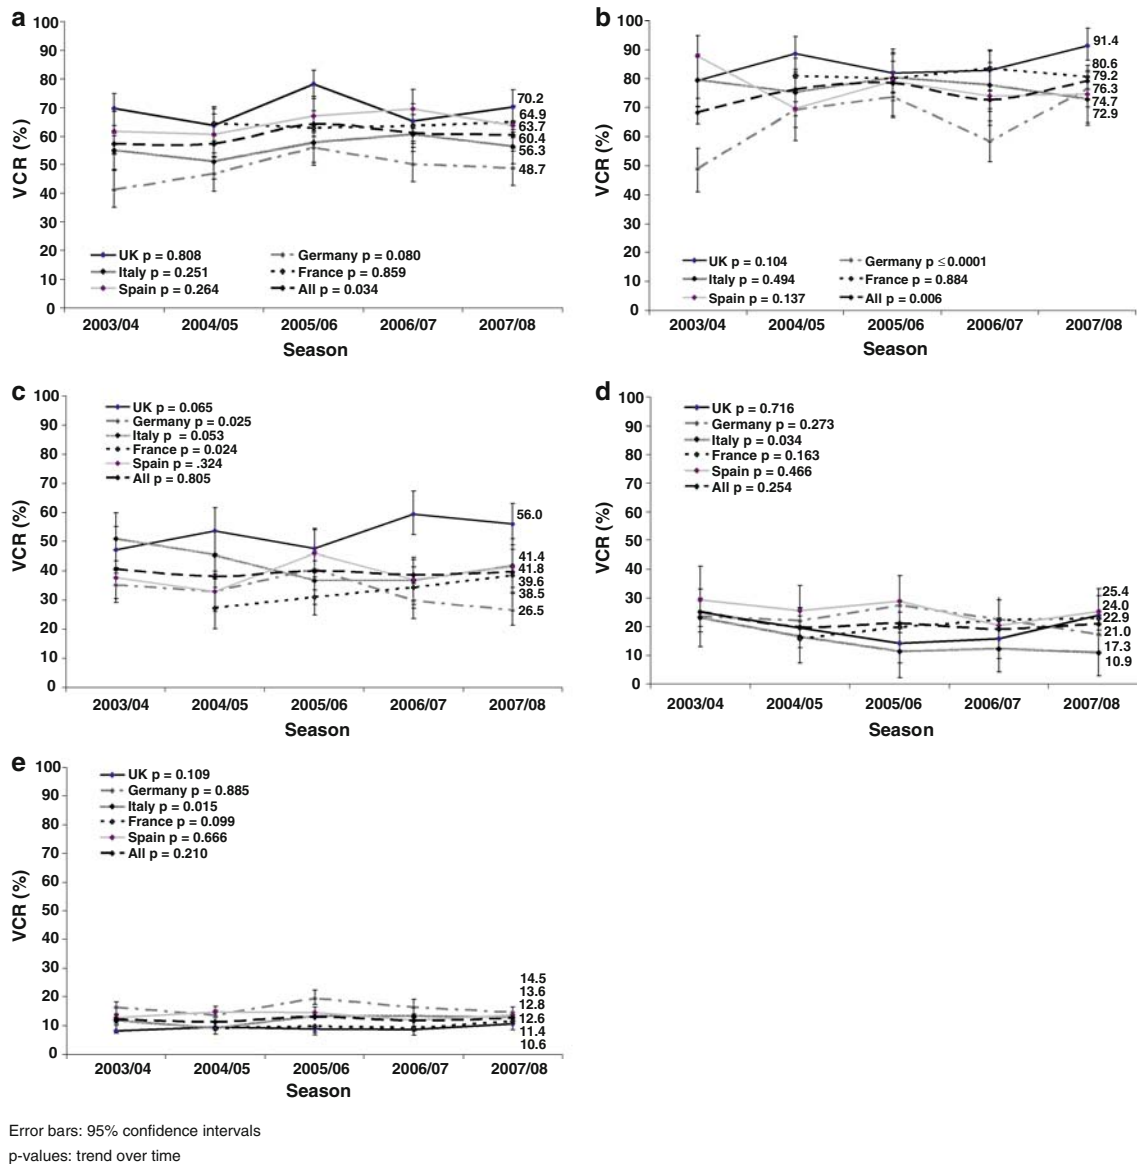 a
100
90
80
70
60
50
40
30
20
10
0
VCR (%)
70.2
64.9
63.7
60.4
56.3
48.7
UK p = 0.808
Germany p = 0.080
Italy p = 0.251
France p = 0.859
Spain p = 0.264
All p = 0.034
2003/04 2004/05 2005/06 2006/07 2007/08
Season
b
100
90
80
70
60
50
40
30
20
10
0
VCR (%)
91.4
80.6
79.2
76.3
74.7
72.9
UK p = 0.104
Germany p ≤ 0.0001
Italy p = 0.494
France p = 0.884
Spain p = 0.137
All p = 0.006
2003/04 2004/05 2005/06 2006/07 2007/08
Season
c
100
90
80
70
60
50
40
30
20
10
0
VCR (%)
UK p = 0.065
Germany p = 0.025
Italy p = 0.053
France p = 0.024
Spain p = .324
All p = 0.805
56.0
41.4
41.8
39.6
38.5
26.5
2003/04 2004/05 2005/06 2006/07 2007/08
Season
d
100
90
80
70
60
50
40
30
20
10
0
VCR (%)
UK p = 0.716
Germany p = 0.273
Italy p = 0.034
France p = 0.163
Spain p = 0.466
All p = 0.254
25.4
24.0
22.9
21.0
17.3
10.9
2003/04 2004/05 2005/06 2006/07 2007/08
Season
e
100
90
80
70
60
50
40
30
20
10
0
VCR (%)
UK p = 0.109
Germany p = 0.885
Italy p = 0.015
France p = 0.099
Spain p = 0.666
All p = 0.210
14.5
13.6
12.8
12.6
11.4
10.6
2003/04 2004/05 2005/06 2006/07 2007/08
Season
Error bars: 95% confidence intervals
p-values: trend over time